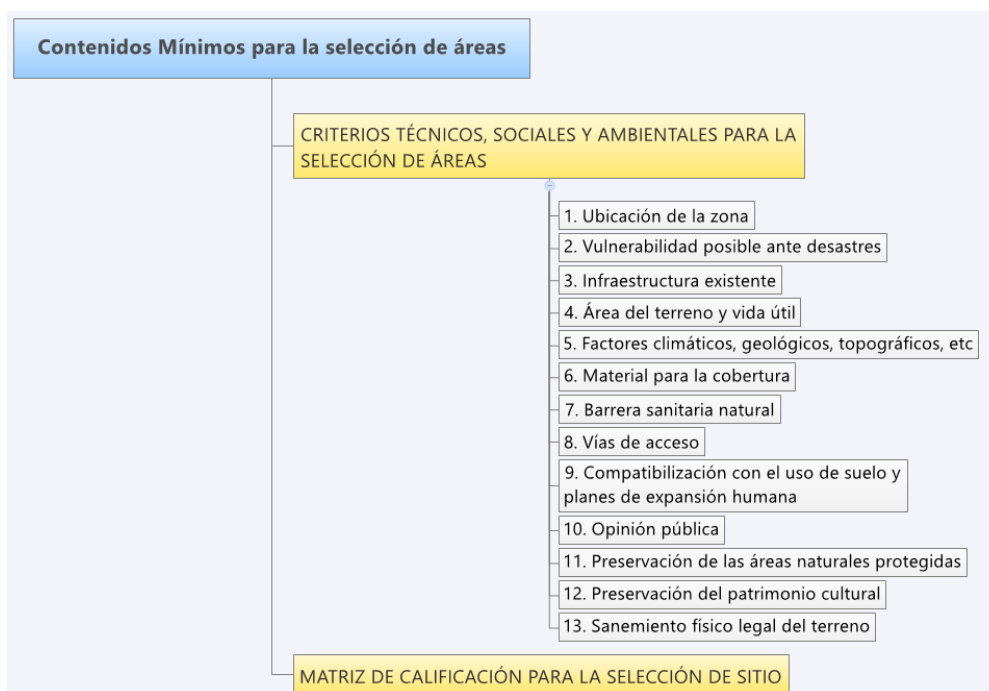 Contenidos Mínimos para la selección de áreas
CRITERIOS TÉCNICOS, SOCIALES Y AMBIENTALES PARA LA
SELECCIÓN DE ÁREAS
1. Ubicación de la zona
2. Vulnerabilidad posible ante desastres
3. Infraestructura existente
4. Área del terreno y vida útil
5. Factores climáticos, geológicos, topográficos, etc
6. Material para la cobertura
7. Barrera sanitaria natural
8. Vías de acceso
9. Compatibilización con el uso de suelo y
planes de expansión humana
10. Opinión pública
11. Preservación de las áreas naturales protegidas
12. Preservación del patrimonio cultural
13. Sanemiento físico legal del terreno
MATRIZ DE CALIFICACIÓN PARA LA SELECCIÓN DE SITIO